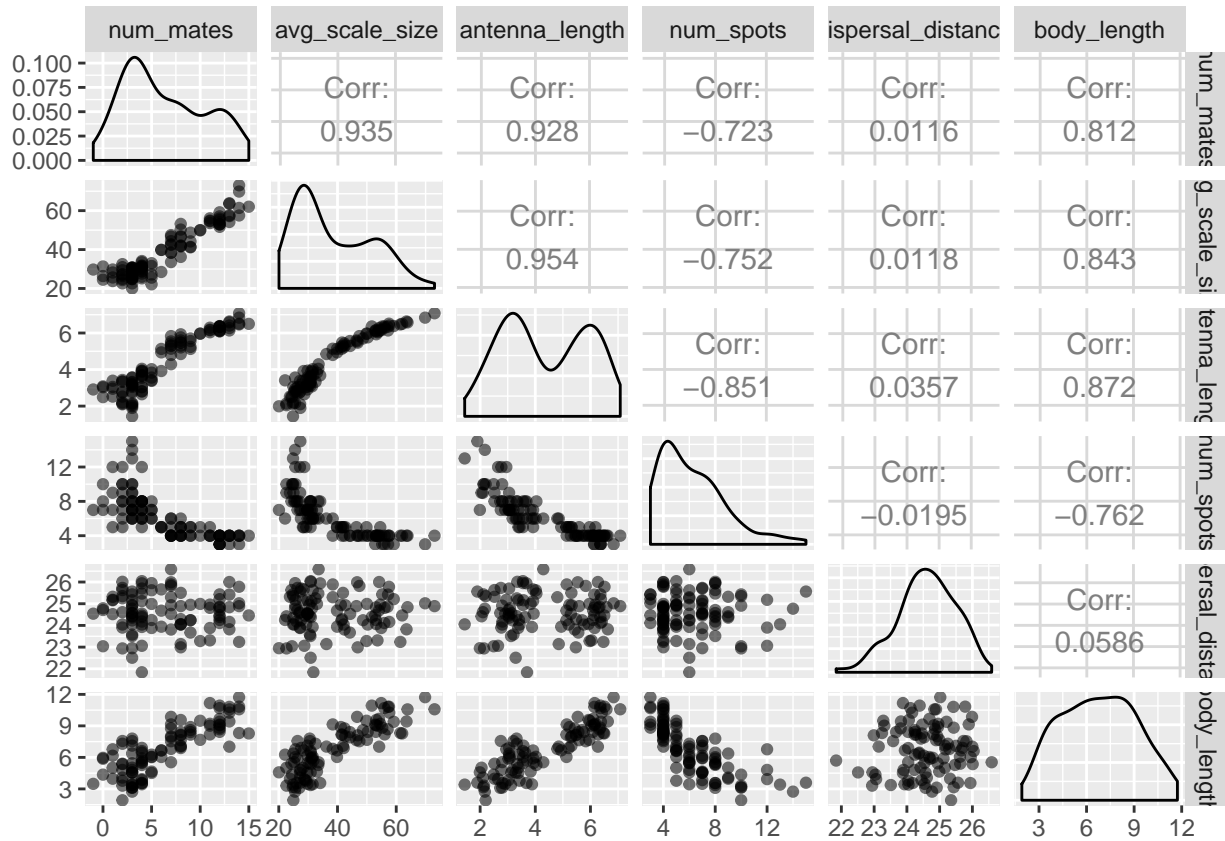 num_mates avg_scale_size antenna_length num_spots ispersal_distanc body_length
0.100
0.075
0.050
0.025
0.000
Corr:
0.935
Corr:
0.928
Corr:
−0.723
Corr:
0.0116
Corr:
0.812
num_mates
60
40
20
Corr:
0.954
Corr:
−0.752
Corr:
0.0118
Corr:
0.843
g_scale_si
6
4
2
Corr:
−0.851
Corr:
0.0357
Corr:
0.872
tenna_leng
12
8
4
Corr:
−0.0195
Corr:
−0.762
num_spots
26
25
24
23
22
Corr:
0.0586
ersal_dista
12
9
6
3
body_length
0 5 10 15 20 40 60 2 4 6 4 8 12 22 23 24 25 26 3 6 9 12